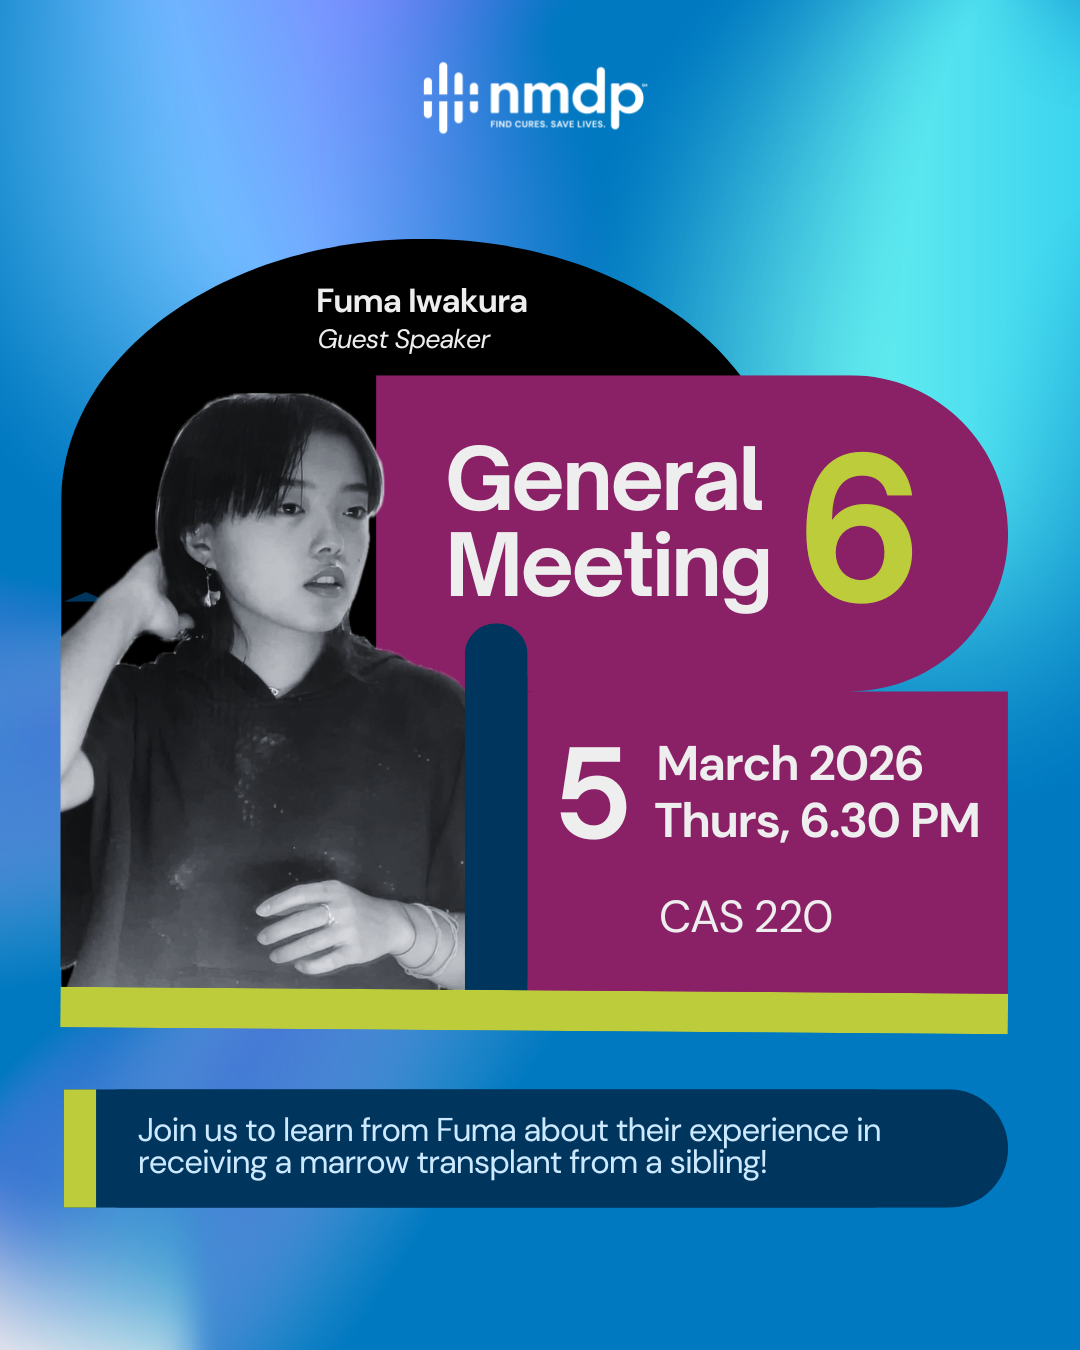 nmdp
FIND CURES. SAVE LIVES.
Fuma Iwakura
Guest Speaker
General
Meeting
6
5
March 2026
Thurs, 6.30 PM
CAS 220
Join us to learn from Fuma about their experience in
receiving a marrow transplant from a sibling!